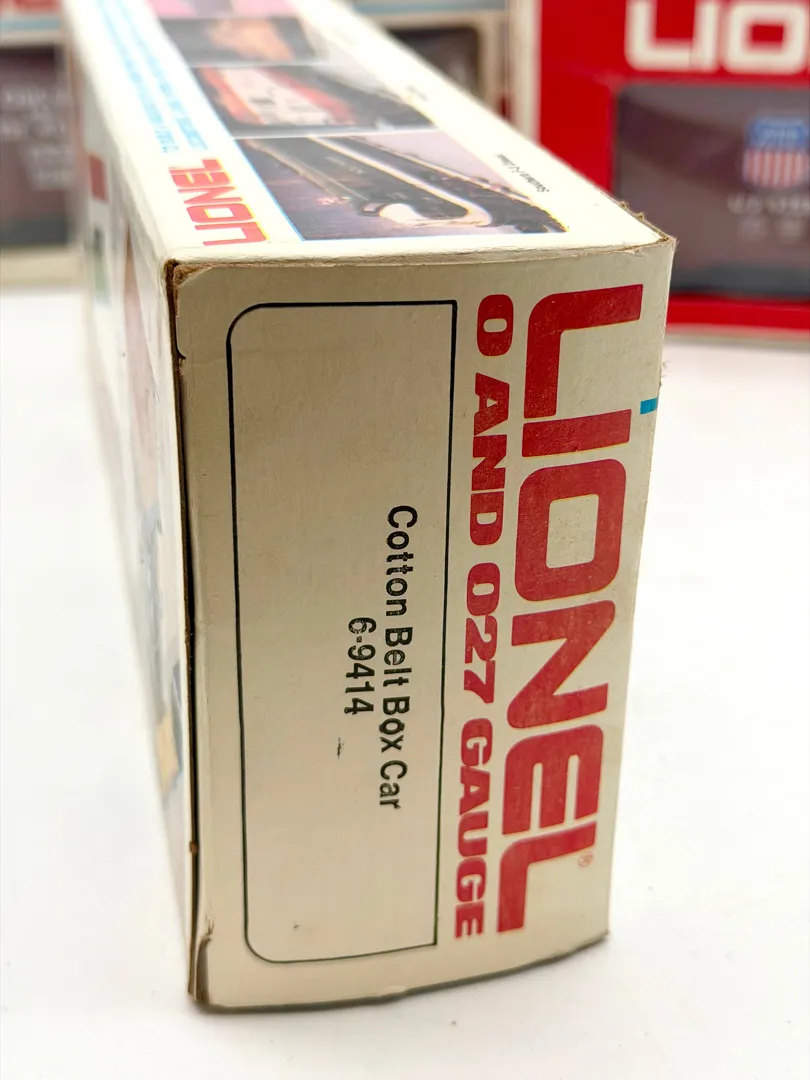 LIONEL®
O AND O27 GAUGE
Cotton Belt Box Car
6-9414
LIONEL
LIO